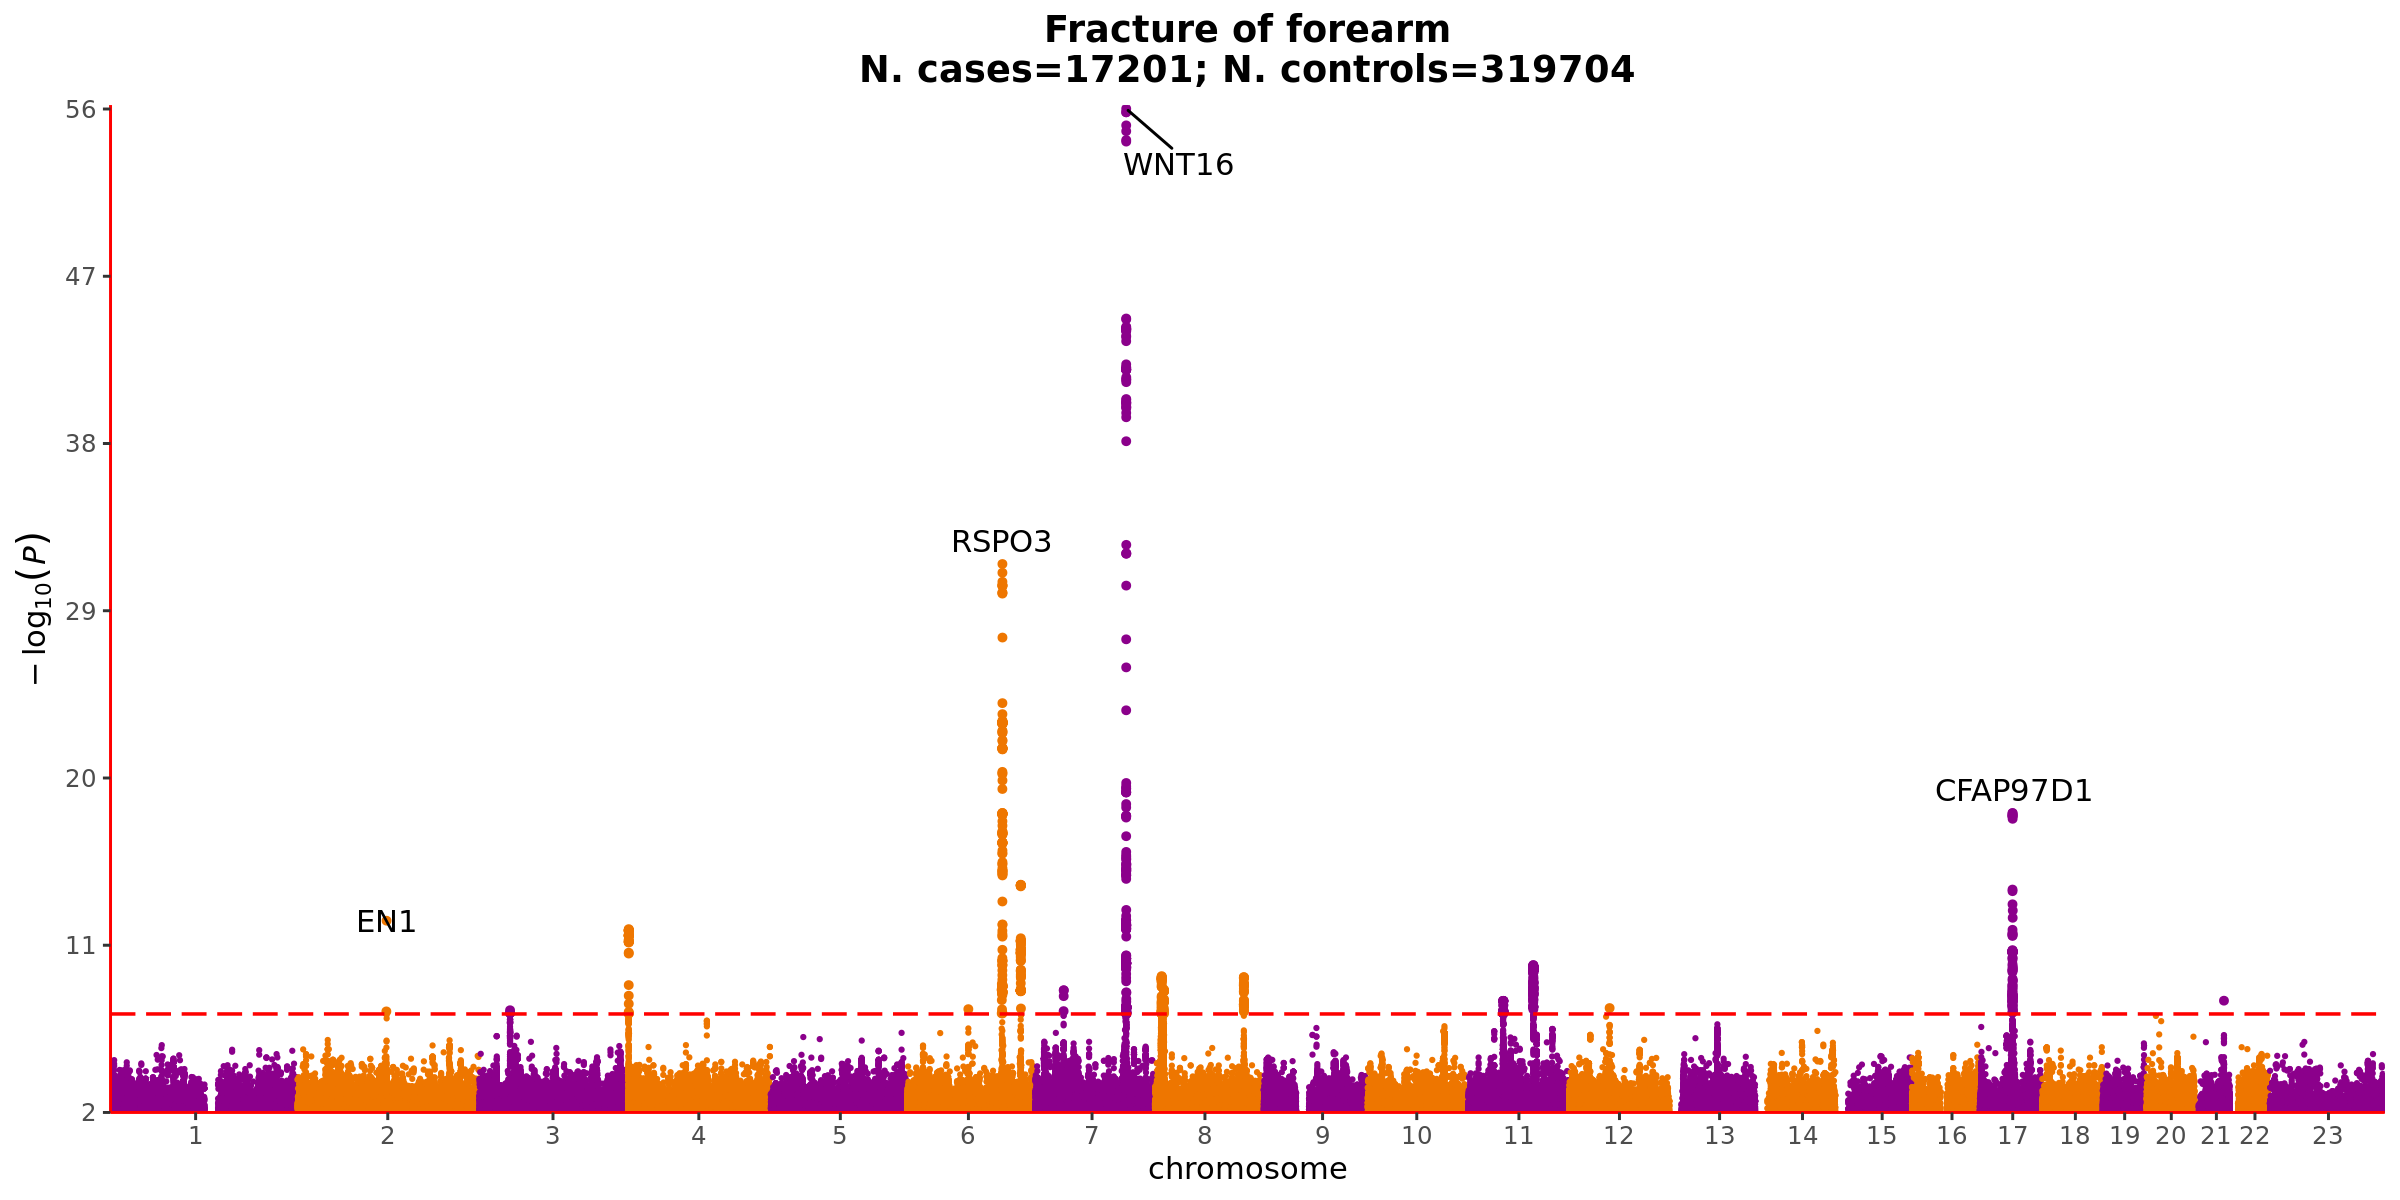 Fracture of forearm
N. cases=17201; N. controls=319704
56
WNT16
47
38
RSPO3
29
− log₁₀(P)
20
CFAP97D1
EN1
11
2
1 2 3 4 5 6 7 8 9 10 11 12 13 14 15 16 17 18 19 20 21 22 23
chromosome